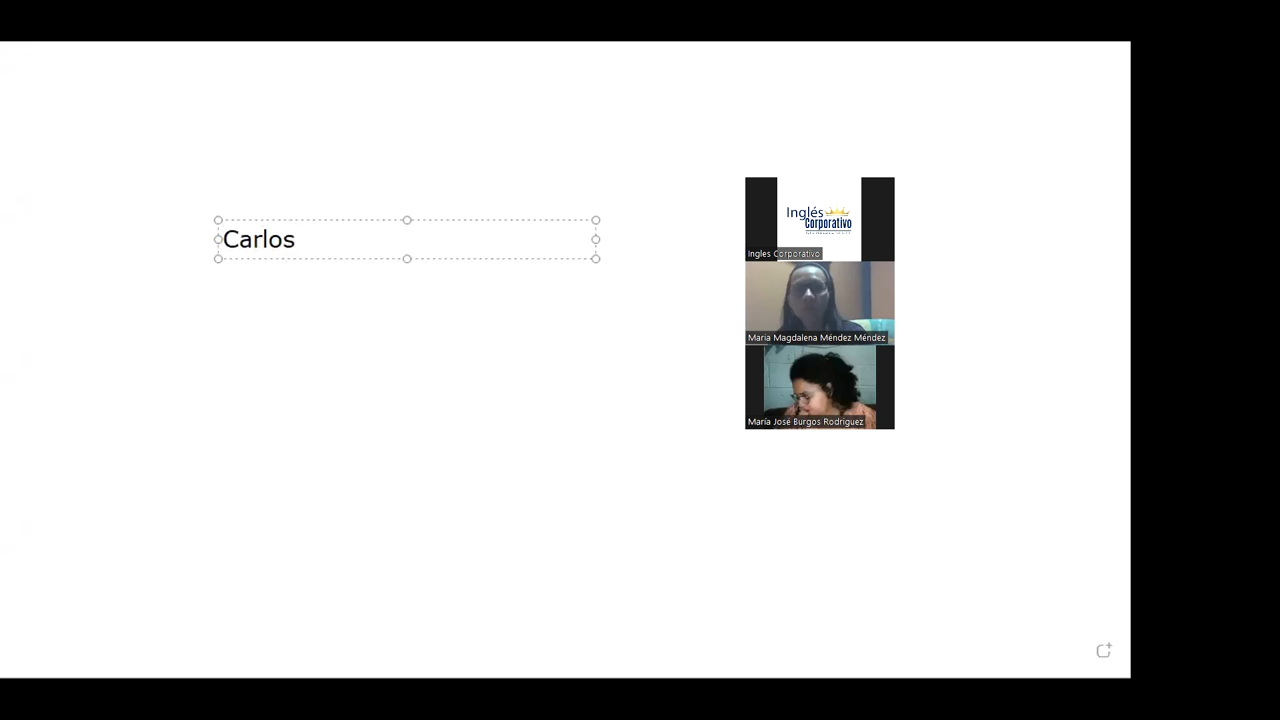 Carlos
Inglés
Corporativo
Ingles Corporativo
Maria Magdalena Méndez Méndez
María José Burgos Rodriguez